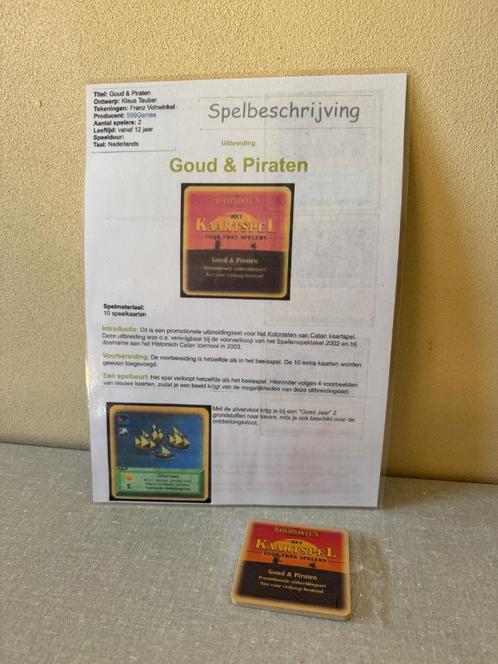 Titel: Goud & Piraten
Ontwerp: Klaus Teuber
Tekeningen: Franz Vohwinkel
Producent: 999Games
Aantal spelers: 2
Leeftijd: vanaf 12 jaar
Speelduur:
Taal: Nederlands
Spelbeschrijving
Uitbreiding
Goud & Piraten
KOLONISTEN
HET
KAARTSPEL
VOOR TWEE SPELERS
Goud & Piraten
Promotionele uitbreidingsset
Niet voor verkoop bestemd
Spelmateriaal:
10 speelkaarten
Introductie: Dit is een promotionele uitbreidingsset voor het Kolonisten van Catan kaartspel.
Deze uitbreiding was o.a. verkrijgbaar bij de voorverkoop van het Spellenspektakel 2002 en bij
deelname aan het Historisch Catan toernooi in 2003.
Voorbereiding: De voorbereiding is hetzelfde als in het basisspel. De 10 extra kaarten worden
gewoon toegevoegd.
Een spelbeurt: Het spel verloopt hetzelfde als het basisspel. Hieronder volgen 4 voorbeelden
van nieuwe kaarten, zodat je een beeld krijgt van de mogelijkheden van deze uitbreidingsset.
Met de zilvervloot krijg je bij een "Goed Jaar" 2
grondstoffen naar keuze, mits je ook beschikt over de
ontdekkingsvloot.
Zilvervloot
KOLONISTEN
HET
KAARTSPEL
VOOR TWEE SPELERS
Goud & Piraten
Promotionele uitbreidingsset
Niet voor verkoop bestemd